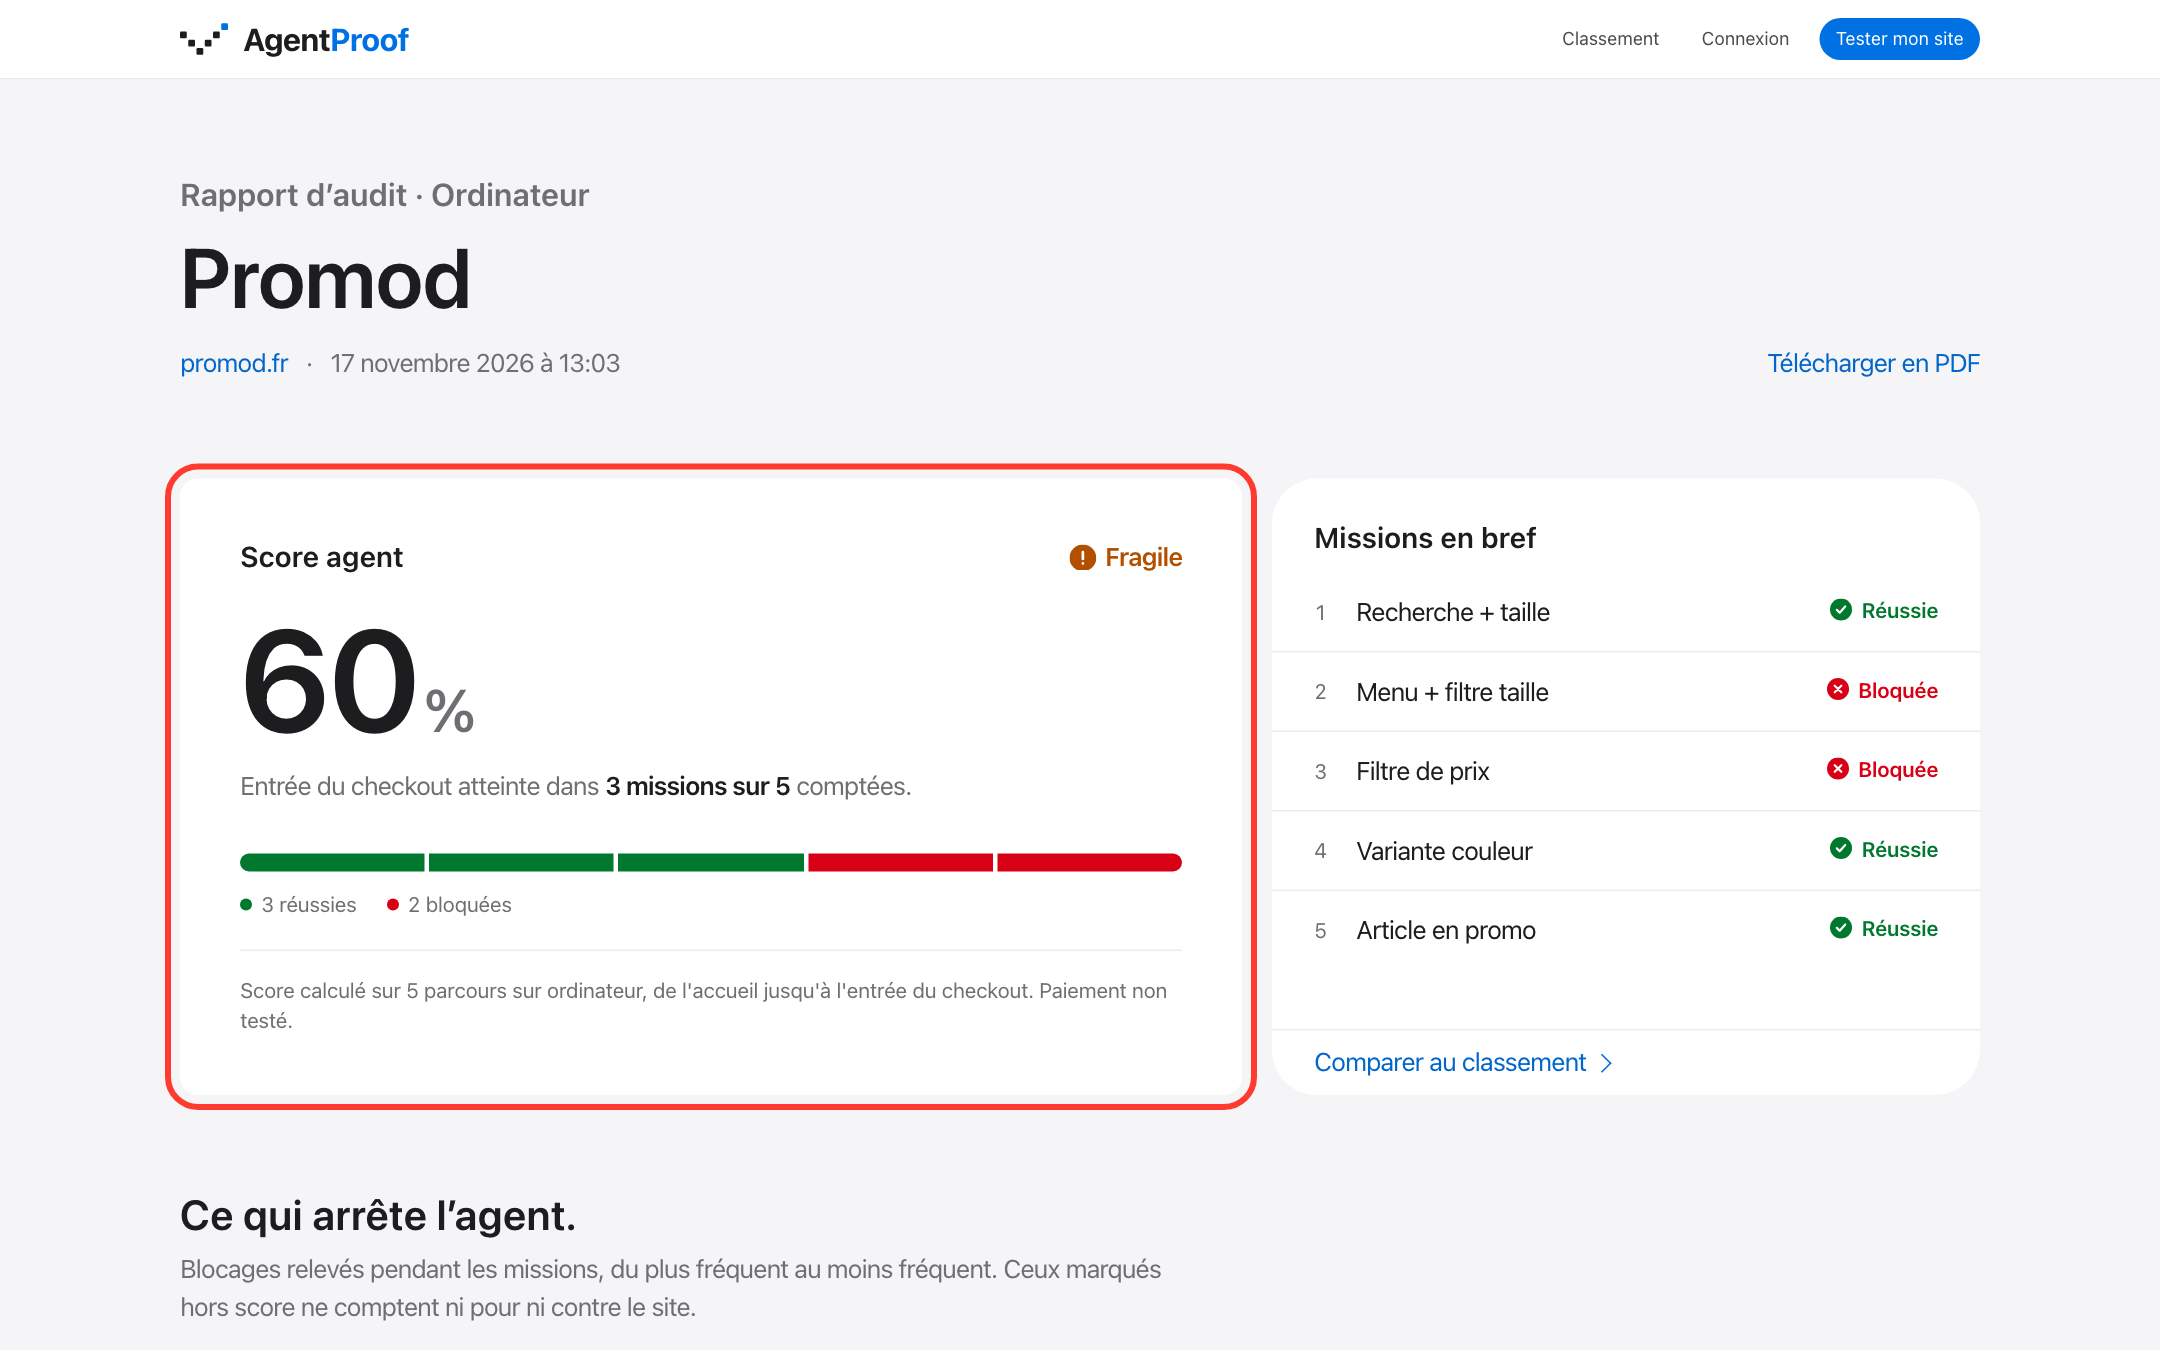 AgentProof
Classement
Connexion
Tester mon site
Rapport d’audit · Ordinateur
Promod
promod.fr · 17 novembre 2026 à 13:03
Télécharger en PDF
Score agent
Fragile
60 %
Entrée du checkout atteinte dans 3 missions sur 5 comptées.
3 réussies
2 bloquées
Score calculé sur 5 parcours sur ordinateur, de l'accueil jusqu'à l'entrée du checkout. Paiement non
testé.
Missions en bref
1 Recherche + taille Réussie
2 Menu + filtre taille Bloquée
3 Filtre de prix Bloquée
4 Variante couleur Réussie
5 Article en promo Réussie
Comparer au classement
Ce qui arrête l’agent.
Blocages relevés pendant les missions, du plus fréquent au moins fréquent. Ceux marqués
hors score ne comptent ni pour ni contre le site.